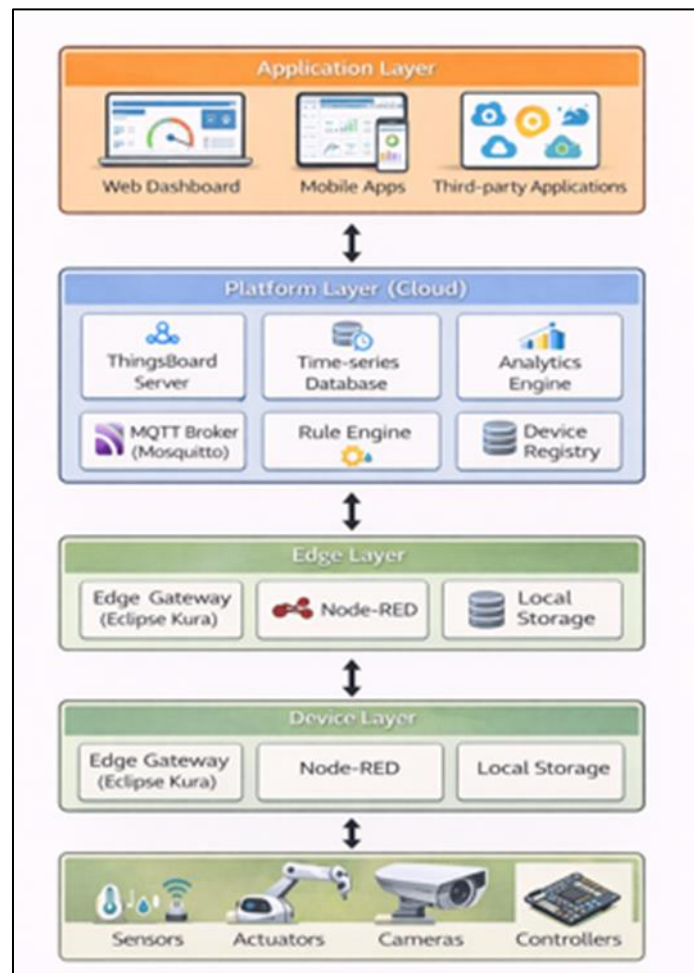 Application Layer
Web Dashboard
Mobile Apps
Third-party Applications
Platform Layer (Cloud)
ThingsBoard
Server
Time-series
Database
Analytics
Engine
MQTT Broker
(Mosquitto)
Rule Engine
Device
Registry
Edge Layer
Edge Gateway
(Eclipse Kura)
Node-RED
Local
Storage
Device Layer
Edge Gateway
(Eclipse Kura)
Node-RED
Local Storage
Sensors
Actuators
Cameras
Controllers